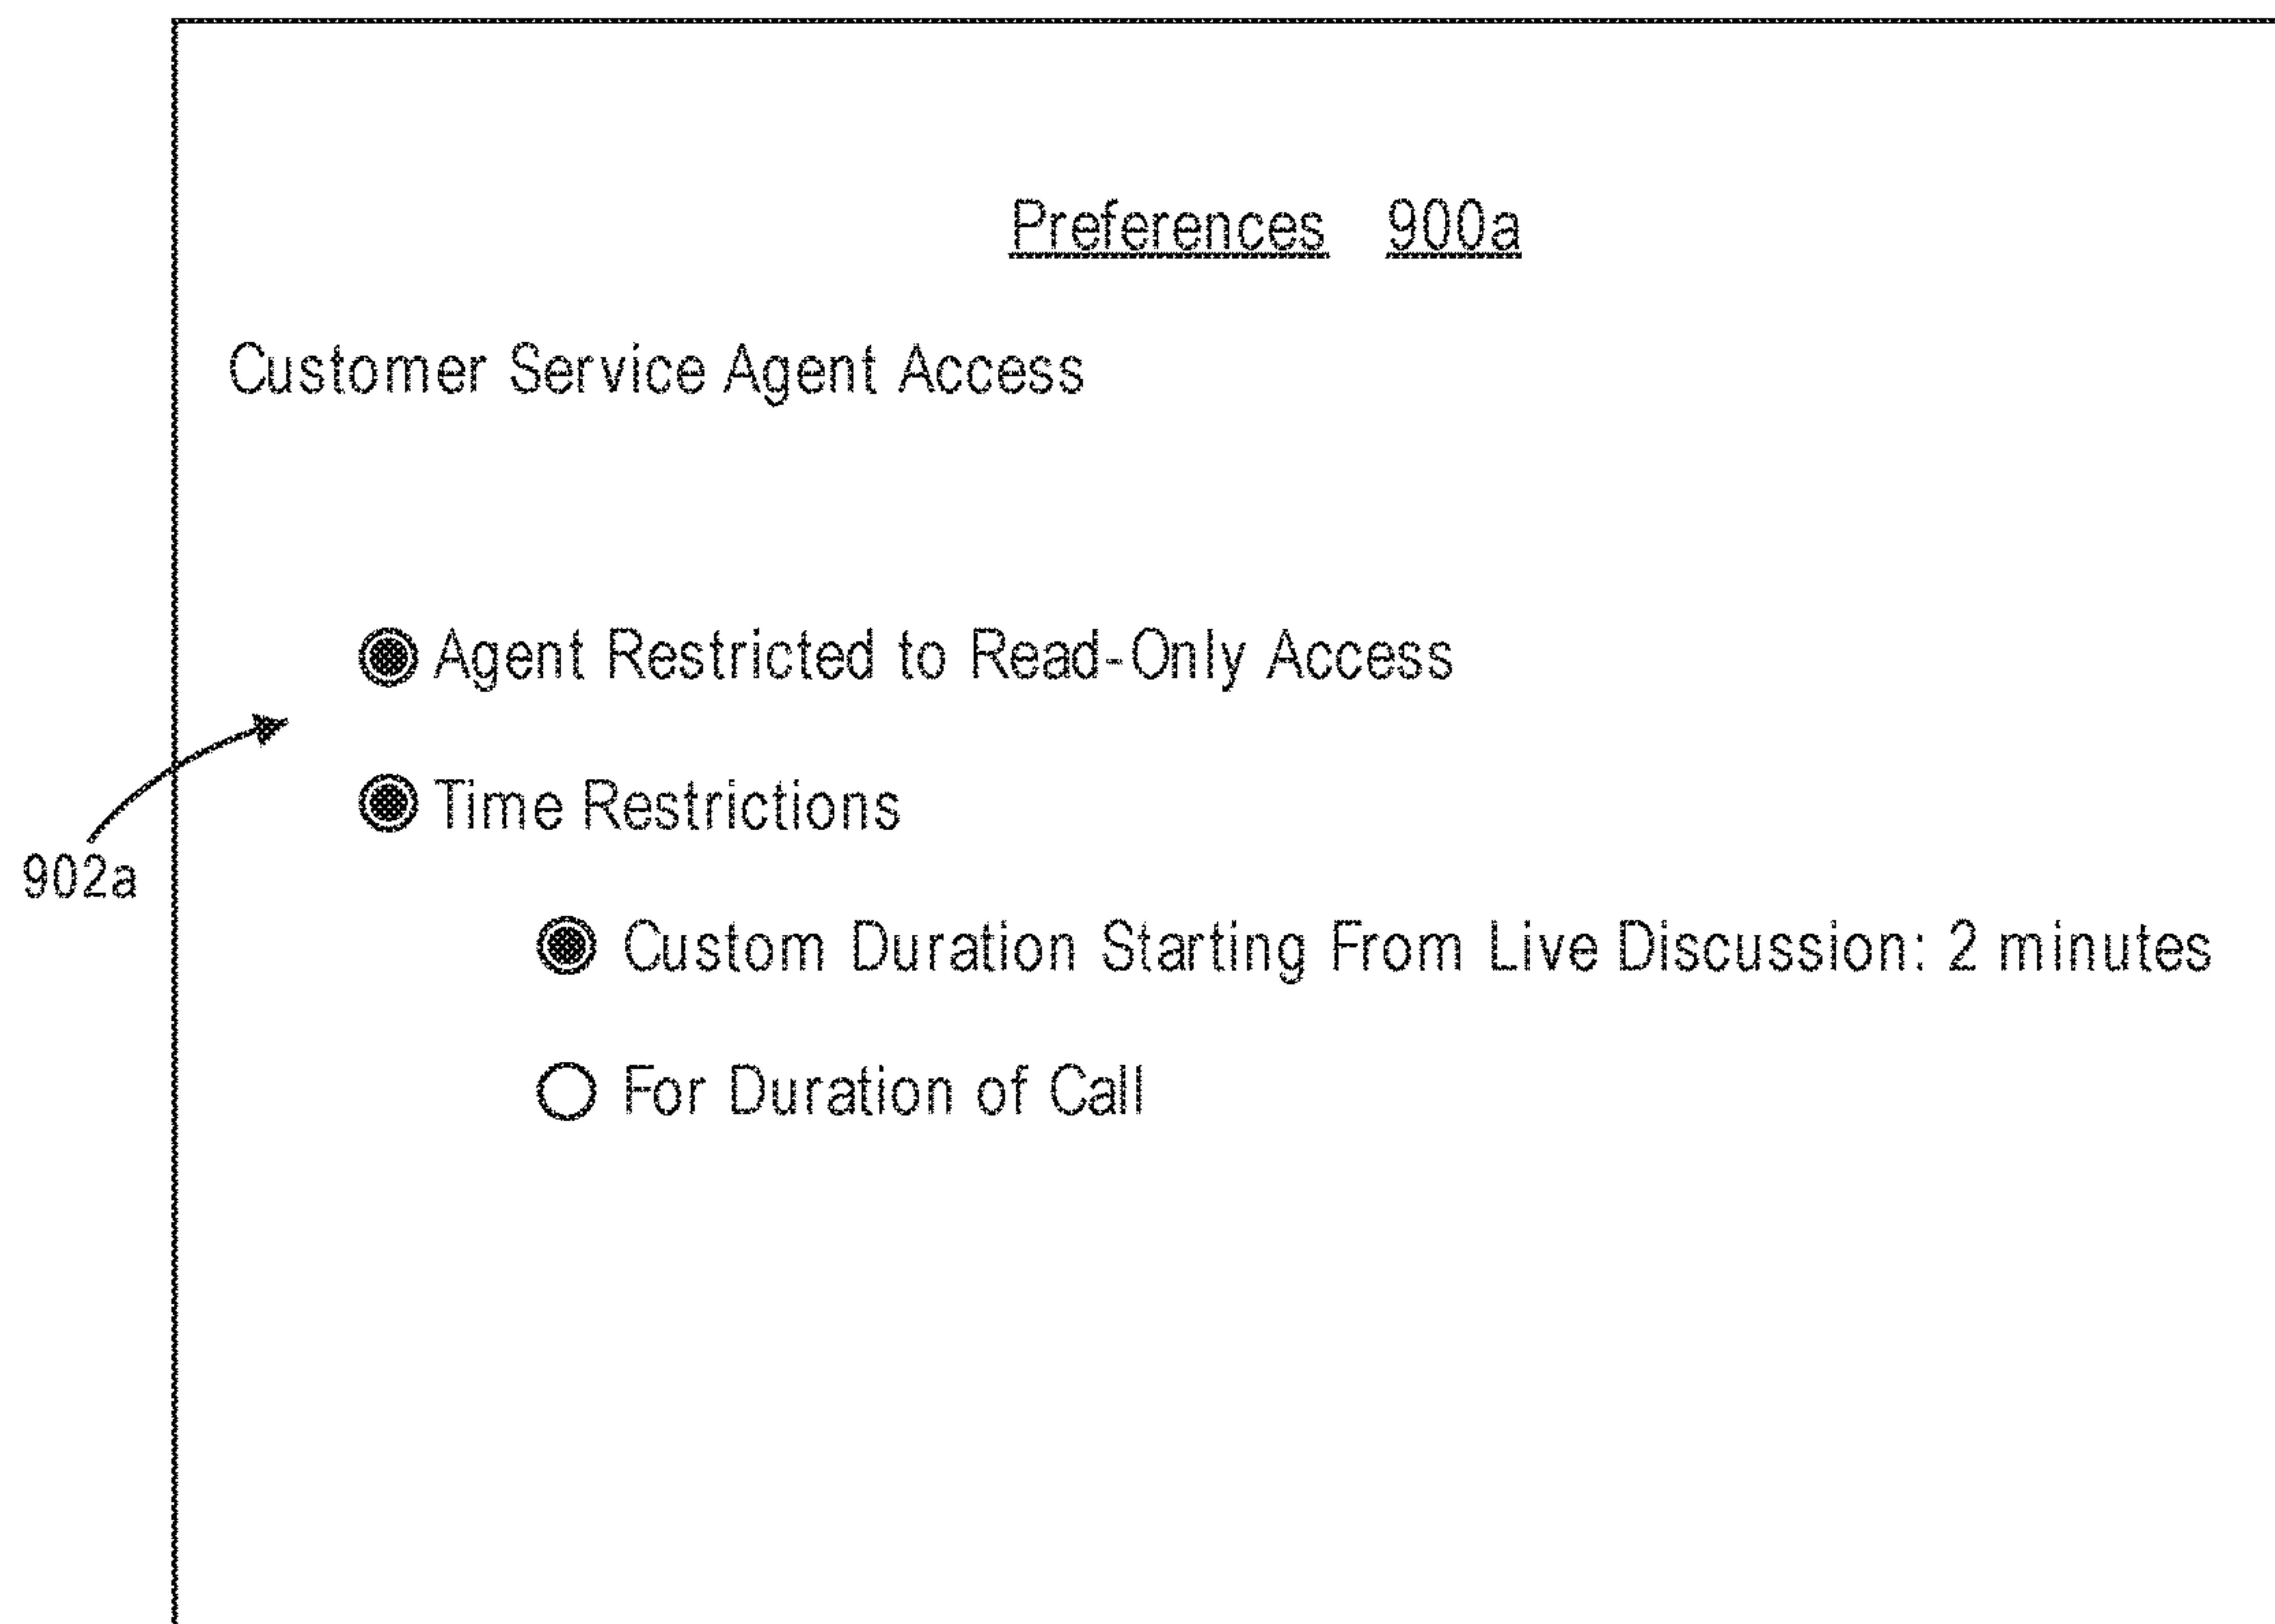 Preferences 900a
Customer Service Agent Access
Agent Restricted to Read-Only Access
Time Restrictions
902a
Custom Duration Starting From Live Discussion: 2 minutes
For Duration of Call